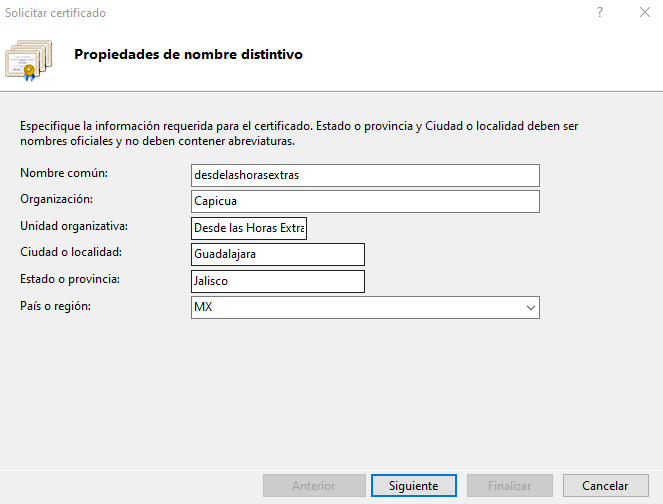 Solicitar certificado
?
Propiedades de nombre distintivo
Especifique la información requerida para el certificado. Estado o provincia y Ciudad o localidad deben ser
nombres oficiales y no deben contener abreviaturas.
Nombre común: desdelashorasextras
Organización: Capicua
Unidad organizativa: Desde las Horas Extra
Ciudad o localidad: Guadalajara
Estado o provincia: Jalisco
País o región: MX
Anterior Siguiente Finalizar Cancelar